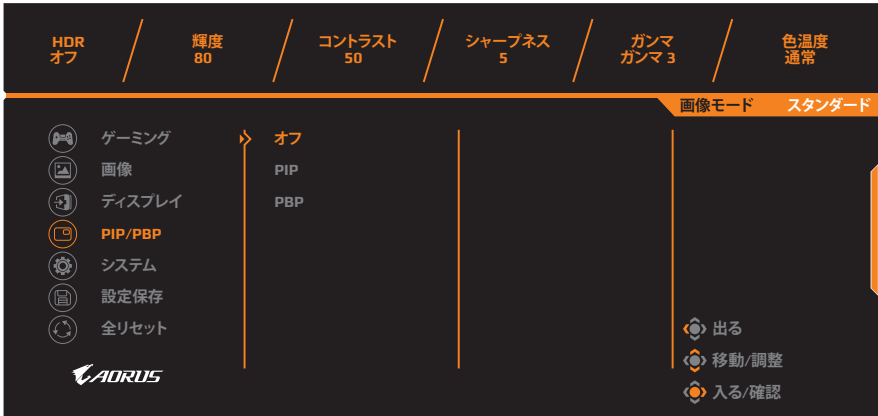 HDR
オフ
輝度
80
コントラスト
50
シャープネス
5
ガンマ
ガンマ 3
色温度
通常
画像モード スタンダード
ゲーミング
画像
ディスプレイ
PIP/PBP
システム
設定保存
全リセット
オフ
PIP
PBP
出る
移動/調整
入る/確認
AORUS